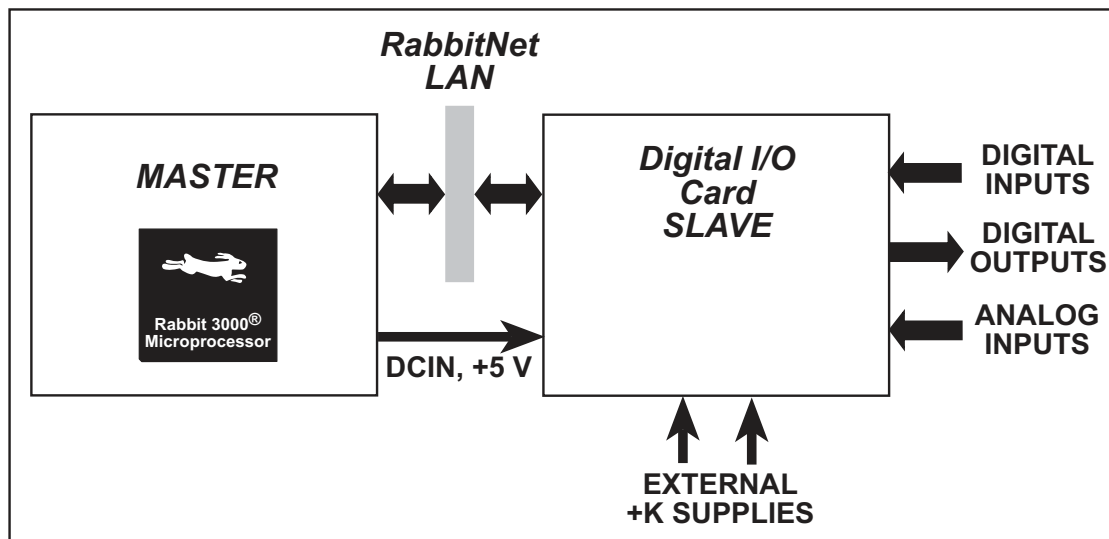 RabbitNet
LAN
MASTER
Rabbit 3000®
Microprocessor
DCIN, +5 V
Digital I/O
Card
SLAVE
DIGITAL
INPUTS
DIGITAL
OUTPUTS
ANALOG
INPUTS
EXTERNAL
+K SUPPLIES